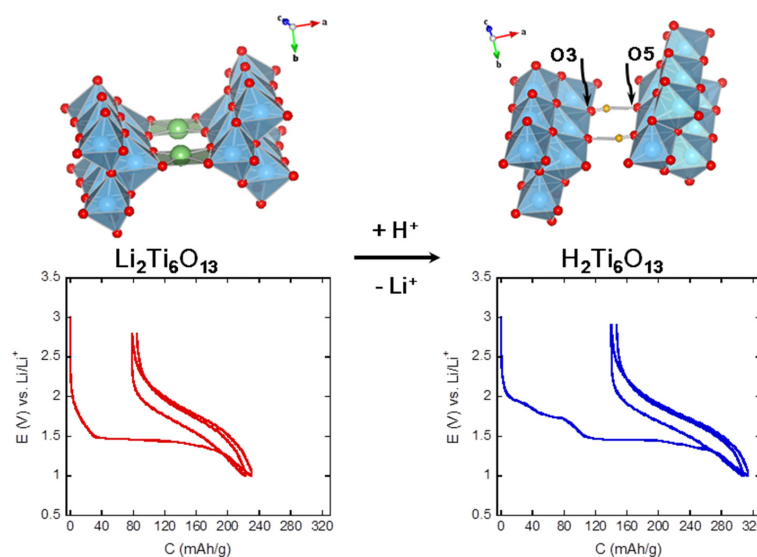 c a b
c a b
O3 O5
Li₂Ti₆O₁₃
+ H⁺
- Li⁺
H₂Ti₆O₁₃
E (V) vs. Li/Li⁺
3.5
3
2.5
2
1.5
1
0.5
0 40 80 120 160 200 240 280 320
C (mAh/g)
E (V) vs. Li/Li⁺
3.5
3
2.5
2
1.5
1
0.5
0 40 80 120 160 200 240 280 320
C (mAh/g)